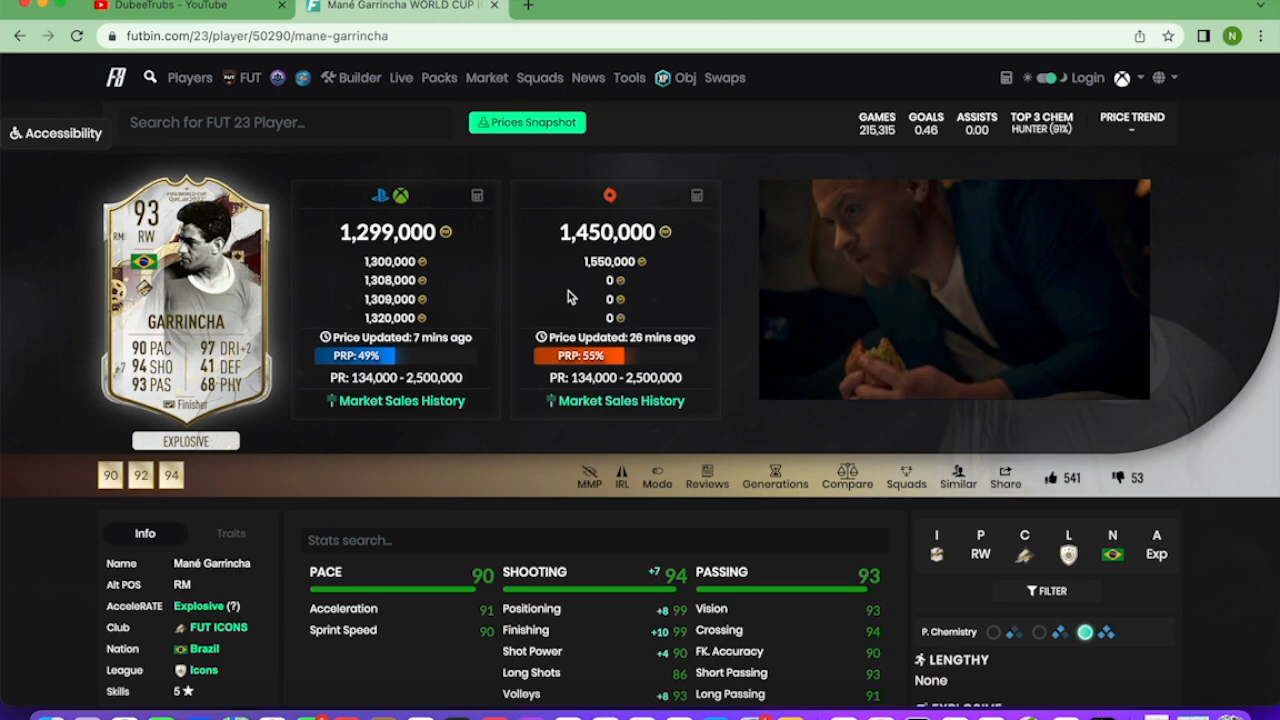 DubeeTrubs - YouTube
Mané Garrincha WORLD CUP I
futbin.com/23/player/50290/mane-garrincha
N
Players FUT Builder Live Packs Market Squads News Tools XP Obj Swaps
Login
Accessibility
Search for FUT 23 Player...
Prices Snapshot
GAMES
215,315
GOALS
0.46
ASSISTS
0.00
TOP 3 CHEM
HUNTER (91%)
PRICE TREND
-
93
RW
RM
GARRINCHA
90 PAC 97 DRI+2
+7 94 SHO 41 DEF
93 PAS 68 PHY
Finisher
EXPLOSIVE
1,299,000
1,300,000
1,308,000
1,309,000
1,320,000
Price Updated: 7 mins ago
PRP: 49%
PR: 134,000 - 2,500,000
Market Sales History
1,450,000
1,550,000
0
0
0
Price Updated: 26 mins ago
PRP: 55%
PR: 134,000 - 2,500,000
Market Sales History
90 92 94
MMP IRL Mode Reviews Generations Compare Squads Similar Share 541 53
Info Traits
Name Mané Garrincha
Alt POS RM
AcceleRATE Explosive (?)
Club FUT ICONS
Nation Brazil
League Icons
Skills 5★
Stats search...
PACE 90
Acceleration 91
Sprint Speed 90
SHOOTING +7 94
Positioning +8 99
Finishing +10 99
Shot Power +4 90
Long Shots 86
Volleys +8 93
PASSING 93
Vision 93
Crossing 94
FK. Accuracy 90
Short Passing 93
Long Passing 91
I P C L N A
RW Exp
FILTER
P. Chemistry
LENGTHY
None
EXPLOSIVE